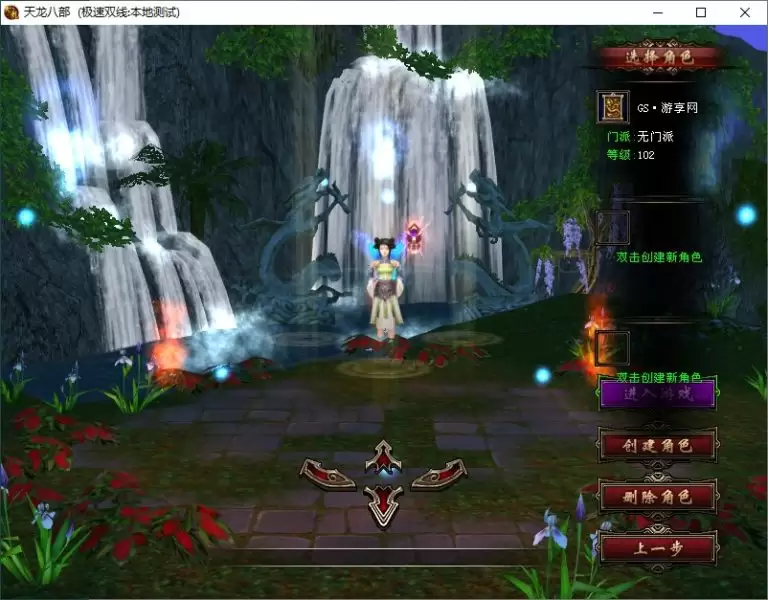 天龙八部 (极速双线:本地测试)
选择角色
GS·游享网
门派:无门派
等级:102
双击创建新角色
双击创建新角色
进入游戏
创建角色
删除角色
上一步